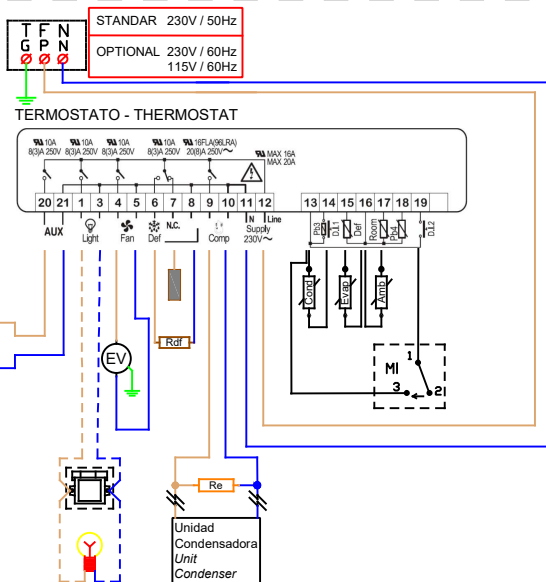 T F N
G P N
STANDAR 230V / 50Hz
OPTIONAL 230V / 60Hz
115V / 60Hz
TERMOSTATO - THERMOSTAT
10A 10A 10A 10A 16FLA(96LRA) MAX 16A
8(3)A 250V 8(3)A 250V 8(3)A 250V 8(3)A 250V 20(8)A 250V MAX 20A
20 21 1 3 4 5 6 7 8 9 10 11 12 13 14 15 16 17 18 19
AUX Light Fan Def N.C. Comp N Line
Supply
230V
Pb3 D.I.1 Def Room Pb4 D.I.2
Cond Evap Amb
Rdf
EV
MI
1
3 2
Re
Unidad
Condensadora
Unit
Condenser